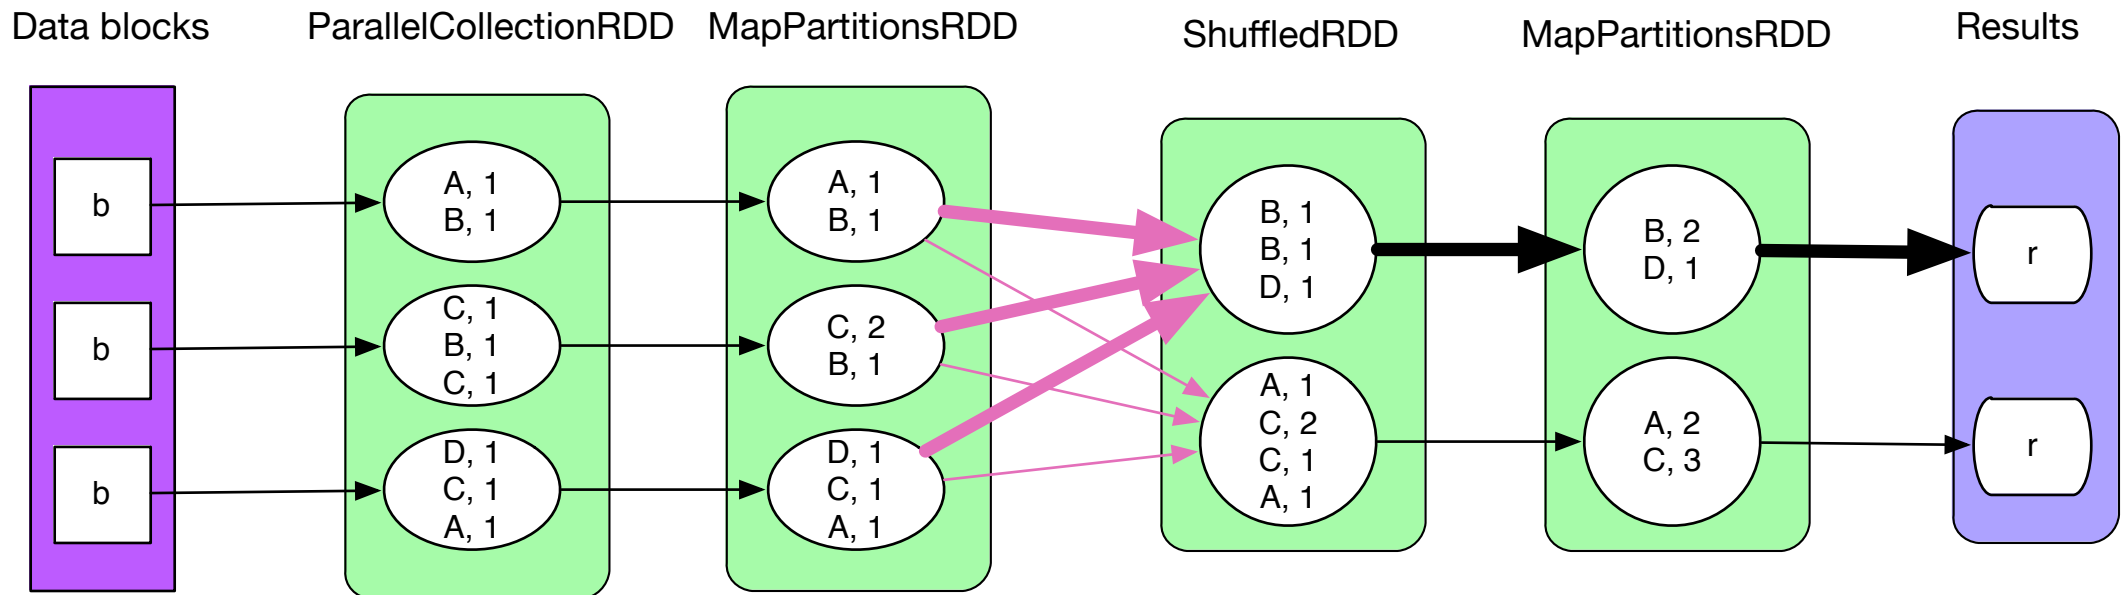 Data blocks
ParallelCollectionRDD
MapPartitionsRDD
ShuffledRDD
MapPartitionsRDD
Results
b
b
b
A, 1
B, 1
C, 1
B, 1
C, 1
D, 1
C, 1
A, 1
A, 1
B, 1
C, 2
B, 1
D, 1
C, 1
A, 1
B, 1
B, 1
D, 1
A, 1
C, 2
C, 1
A, 1
B, 2
D, 1
A, 2
C, 3
r
r